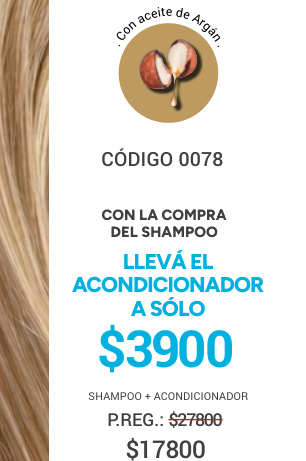 · Con aceite de Argán ·
CÓDIGO 0078
CON LA COMPRA
DEL SHAMPOO
LLEVÁ EL
ACONDICIONADOR
A SÓLO
$3900
SHAMPOO + ACONDICIONADOR
P.REG.: $27800
$17800